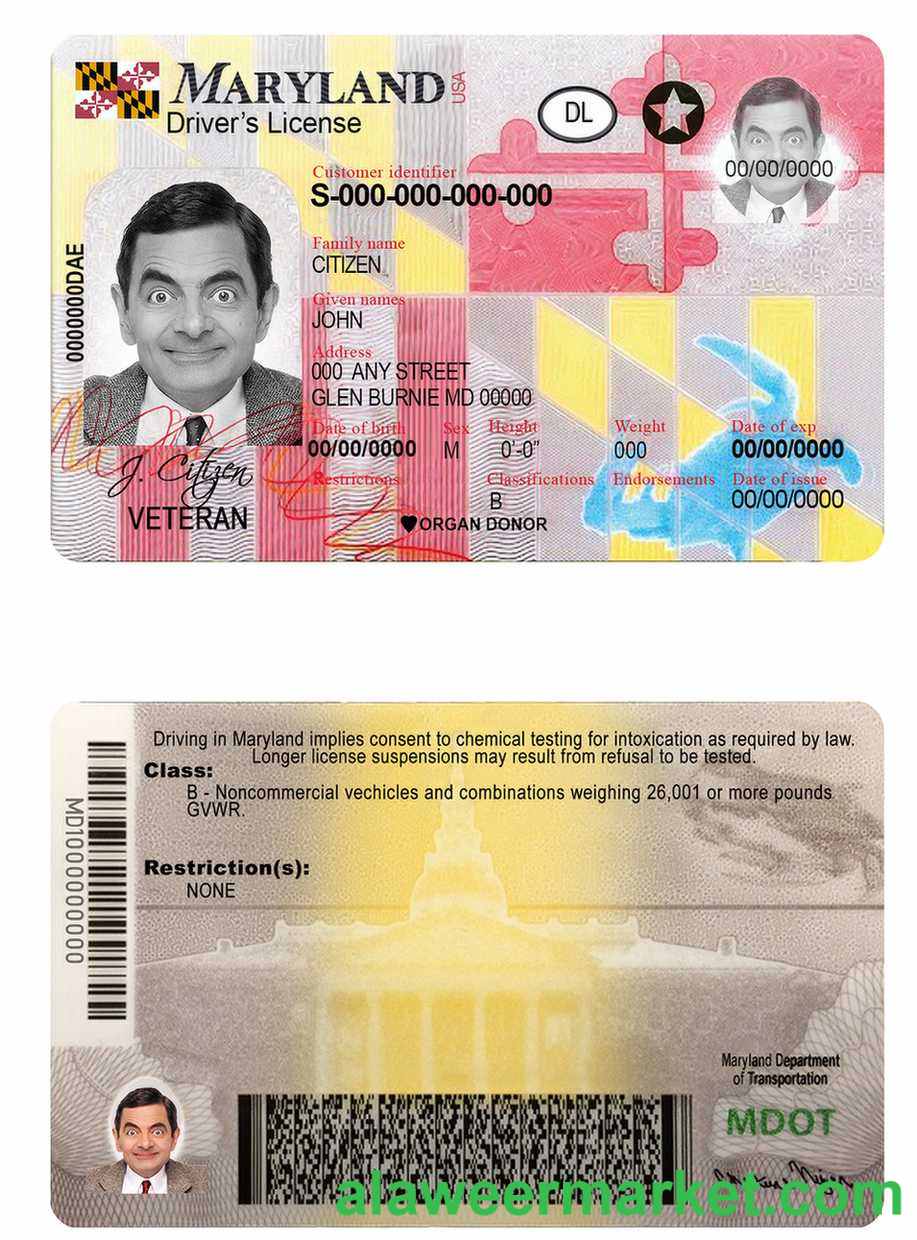 MARYLAND USA
Driver's License
DL
00/00/0000
Customer identifier
S-000-000-000-000
Family name
CITIZEN
Given names
JOHN
Address
000 ANY STREET
GLEN BURNIE MD 00000
0000000DAE
Date of birth Sex Height Weight Date of exp
00/00/0000 M 0'-0" 000 00/00/0000
Restrictions Classifications Endorsements Date of issue
B 00/00/0000
J. Citizen
VETERAN
ORGAN DONOR
Driving in Maryland implies consent to chemical testing for intoxication as required by law.
Longer license suspensions may result from refusal to be tested.
Class:
B - Noncommercial vechicles and combinations weighing 26,001 or more pounds
GVWR.
Restriction(s):
NONE
MD1000000000
Maryland Department
of Transportation
MDOT
alaweermarket.com